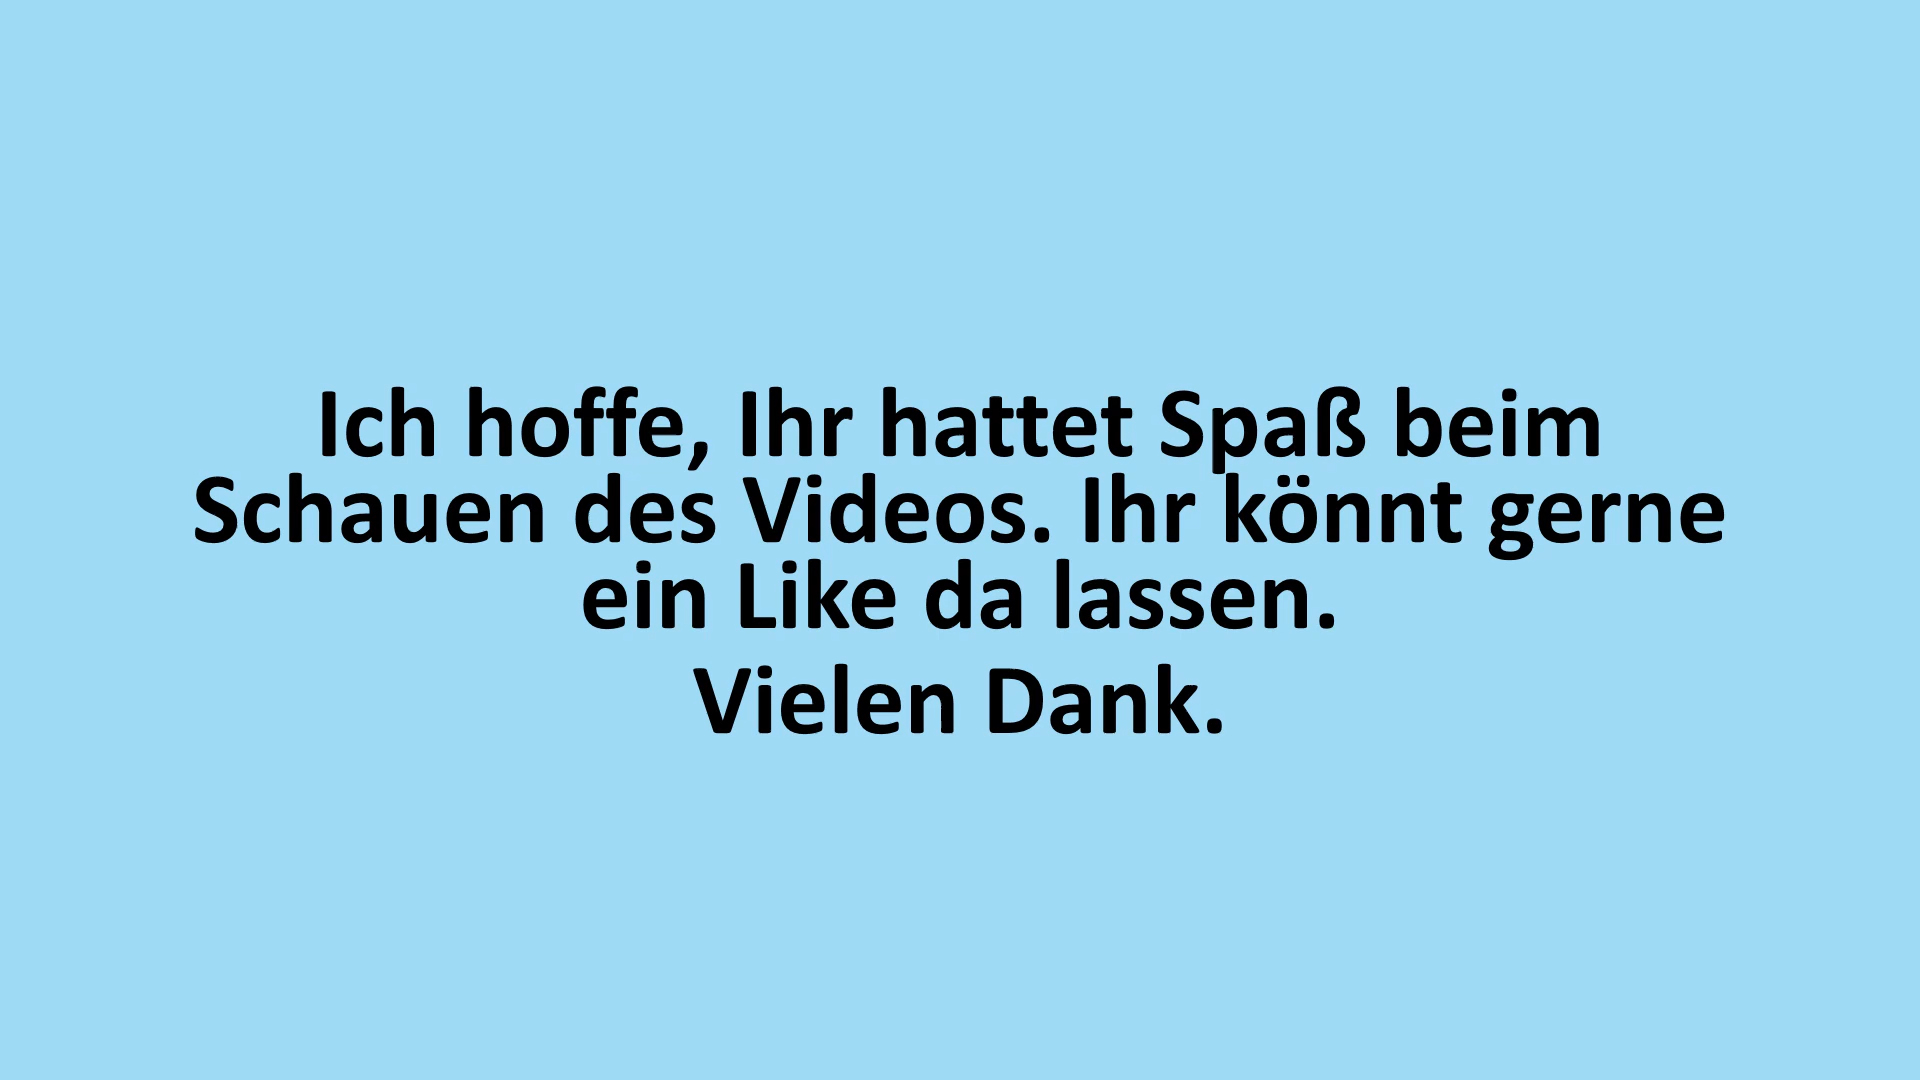 Ich hoffe, Ihr hattet Spaß beim
Schauen des Videos. Ihr könnt gerne
ein Like da lassen.
Vielen Dank.